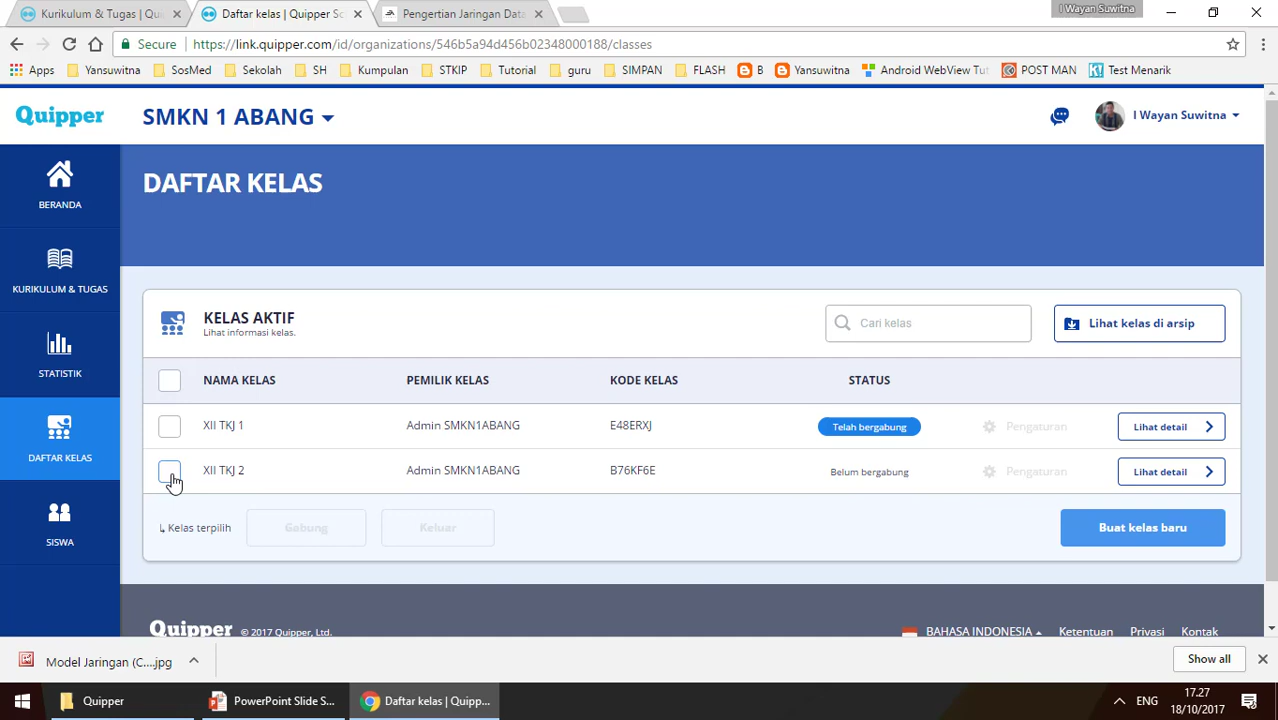 Kurikulum & Tugas | Qu
Daftar kelas | Quipper Sc
Pengertian Jaringan Data
I Wayan Suwitna
Secure
https://link.quipper.com/id/organizations/546b5a94d456b02348000188/classes
Apps
Yansuwitna
SosMed
Sekolah
SH
Kumpulan
STKIP
Tutorial
guru
SIMPAN
FLASH
B
Yansuwitna
Android WebView Tut
POST MAN
Test Menarik
Quipper
SMKN 1 ABANG
I Wayan Suwitna
BERANDA
KURIKULUM & TUGAS
STATISTIK
DAFTAR KELAS
SISWA
DAFTAR KELAS
KELAS AKTIF
Lihat informasi kelas.
Cari kelas
Lihat kelas di arsip
NAMA KELAS PEMILIK KELAS KODE KELAS STATUS
XII TKJ 1 Admin SMKN1ABANG E48ERXJ Telah bergabung Pengaturan Lihat detail
XII TKJ 2 Admin SMKN1ABANG B76KF6E Belum bergabung Pengaturan Lihat detail
Kelas terpilih Gabung Keluar Buat kelas baru
Quipper © 2017 Quipper, Ltd. BAHASA INDONESIA Ketentuan Privasi Kontak
Model Jaringan (C....jpg
Show all
Quipper
PowerPoint Slide S...
Daftar kelas | Quipp...
ENG
17.27
18/10/2017